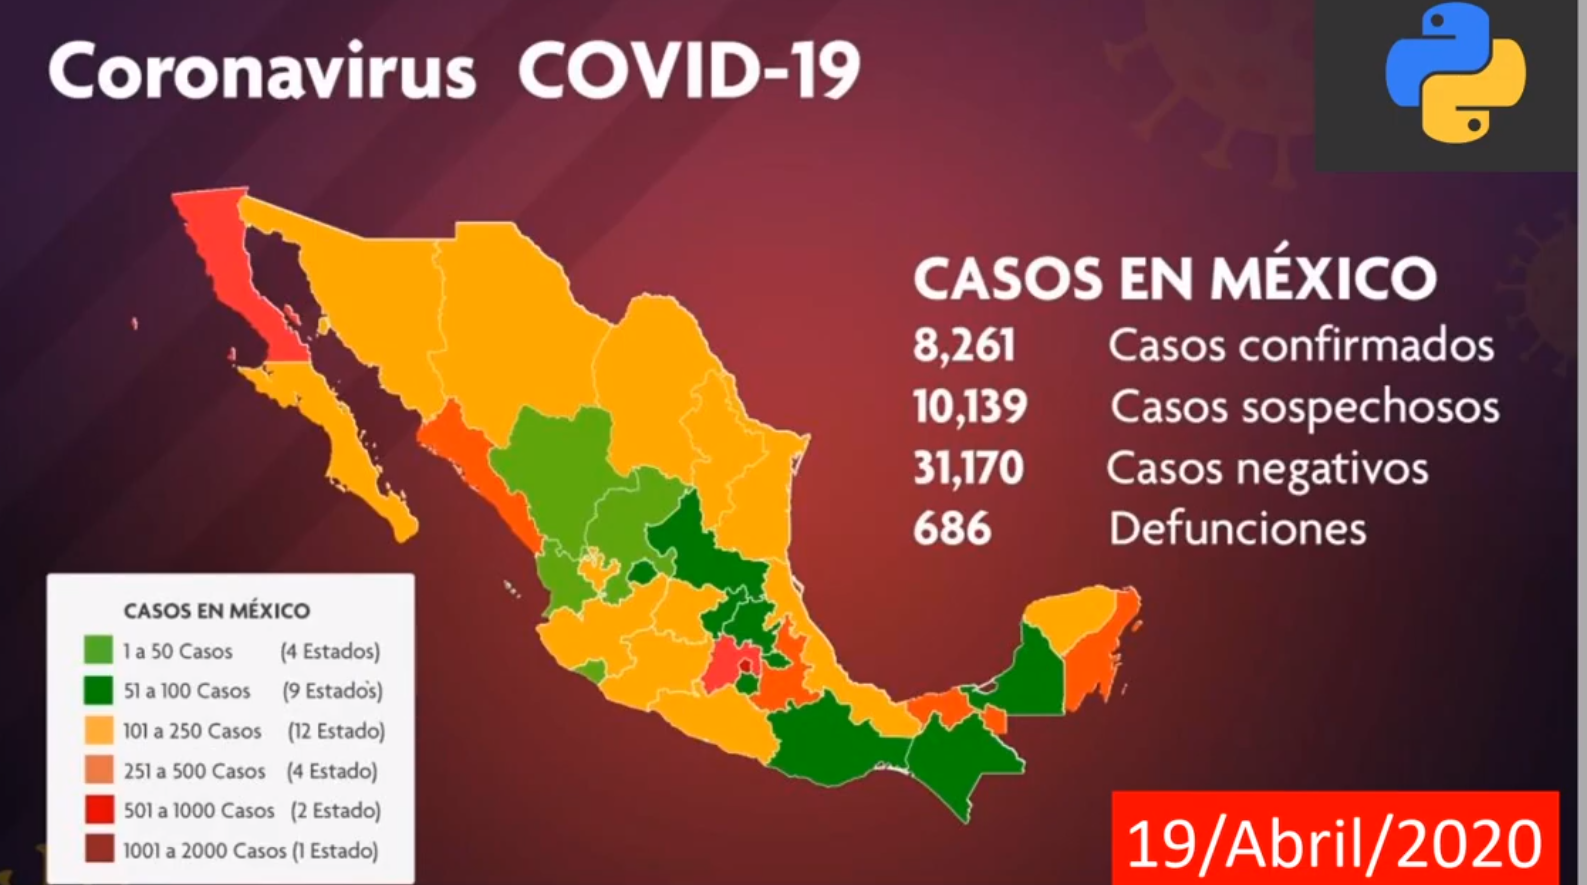 Coronavirus COVID-19
CASOS EN MÉXICO
8,261 Casos confirmados
10,139 Casos sospechosos
31,170 Casos negativos
686 Defunciones
CASOS EN MÉXICO
1 a 50 Casos (4 Estados)
51 a 100 Casos (9 Estados)
101 a 250 Casos (12 Estado)
251 a 500 Casos (4 Estado)
501 a 1000 Casos (2 Estado)
1001 a 2000 Casos (1 Estado)
19/Abril/2020